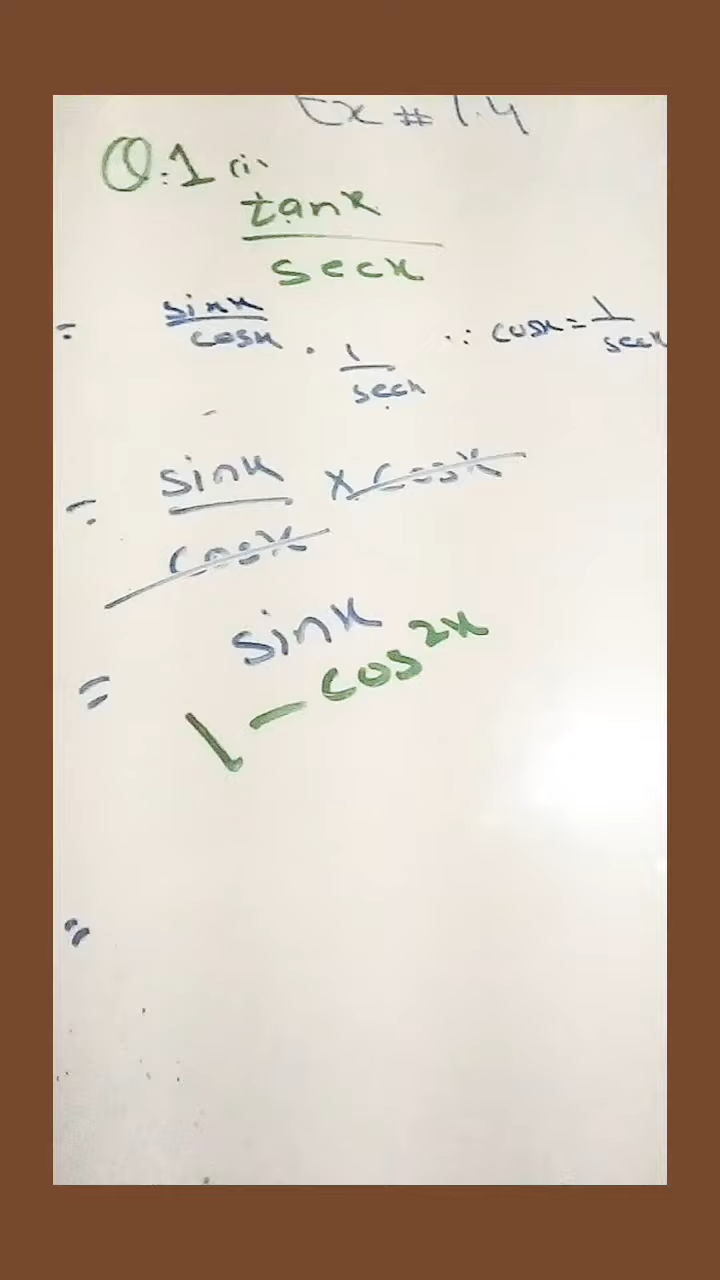 Ex # 1.4
Q.1 (i)
tanx
secx
= sinx/cosx . 1/secx ∵ cosx = 1/secx
= sinx/cosx × cosx
= sinx
1 - cos²x
=